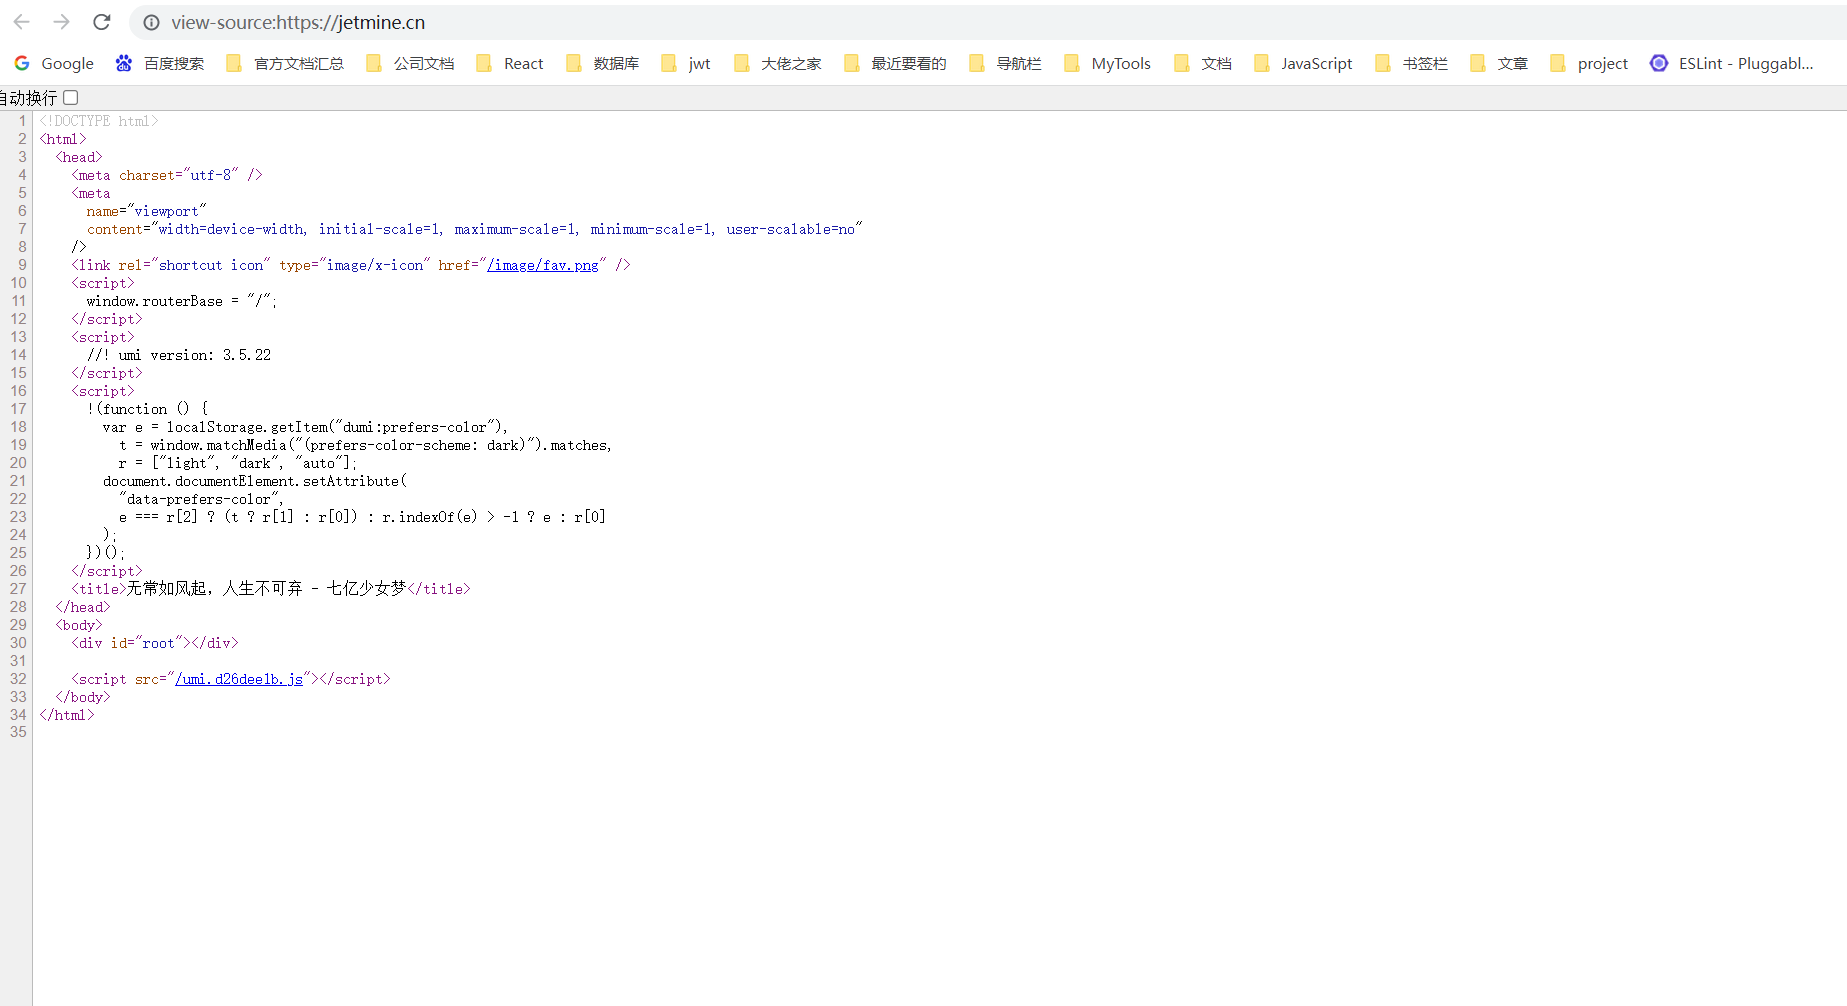 view-source:https://jetmine.cn
Google 百度搜索 官方文档汇总 公司文档 React 数据库 jwt 大佬之家 最近要看的 导航栏 MyTools 文档 JavaScript 书签栏 文章 project ESLint - Pluggabl...
自动换行
1 <!DOCTYPE html>
2 <html>
3 <head>
4 <meta charset="utf-8" />
5 <meta
6 name="viewport"
7 content="width=device-width, initial-scale=1, maximum-scale=1, minimum-scale=1, user-scalable=no"
8 />
9 <link rel="shortcut icon" type="image/x-icon" href="/image/fav.png" />
10 <script>
11 window.routerBase = "/";
12 </script>
13 <script>
14 //! umi version: 3.5.22
15 </script>
16 <script>
17 !(function () {
18 var e = localStorage.getItem("dumi:prefers-color"),
19 t = window.matchMedia("(prefers-color-scheme: dark)").matches,
20 r = ["light", "dark", "auto"];
21 document.documentElement.setAttribute(
22 "data-prefers-color",
23 e === r[2] ? (t ? r[1] : r[0]) : r.indexOf(e) > -1 ? e : r[0]
24 );
25 })();
26 </script>
27 <title>无常如风起，人生不可弃 - 七亿少女梦</title>
28 </head>
29 <body>
30 <div id="root"></div>
31
32 <script src="/umi.d26dee1b.js"></script>
33 </body>
34 </html>
35